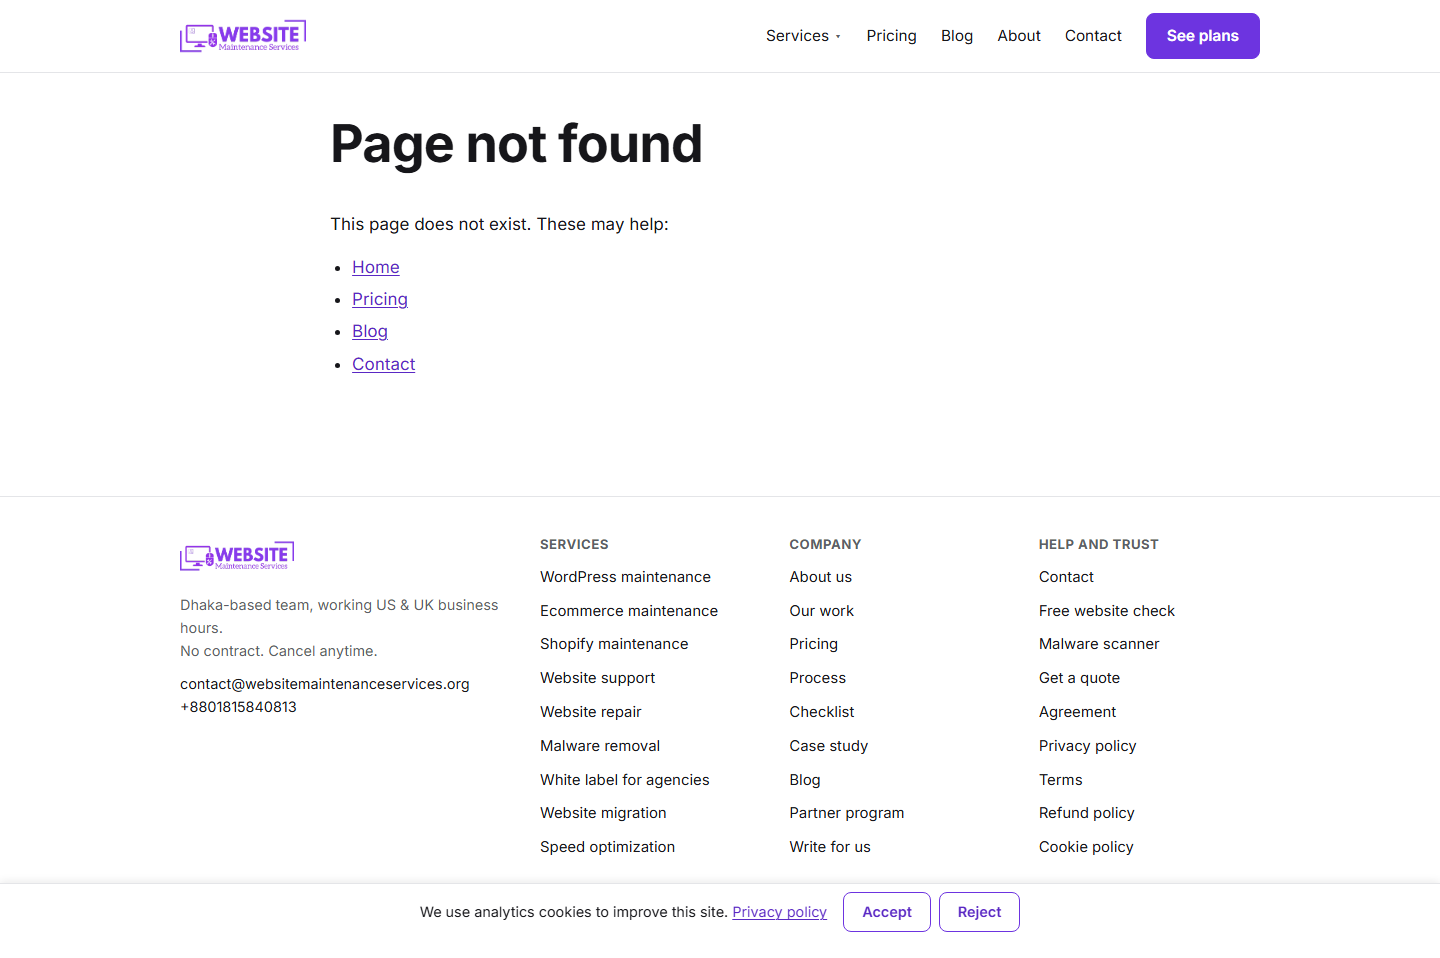 WEBSITE
Maintenance Services
Services
Pricing
Blog
About
Contact
See plans
Page not found
This page does not exist. These may help:
Home
Pricing
Blog
Contact
WEBSITE
Maintenance Services
Dhaka-based team, working US & UK business
hours.
No contract. Cancel anytime.
contact@websitemaintenanceservices.org
+8801815840813
SERVICES
WordPress maintenance
Ecommerce maintenance
Shopify maintenance
Website support
Website repair
Malware removal
White label for agencies
Website migration
Speed optimization
COMPANY
About us
Our work
Pricing
Process
Checklist
Case study
Blog
Partner program
Write for us
HELP AND TRUST
Contact
Free website check
Malware scanner
Get a quote
Agreement
Privacy policy
Terms
Refund policy
Cookie policy
We use analytics cookies to improve this site. Privacy policy
Accept
Reject